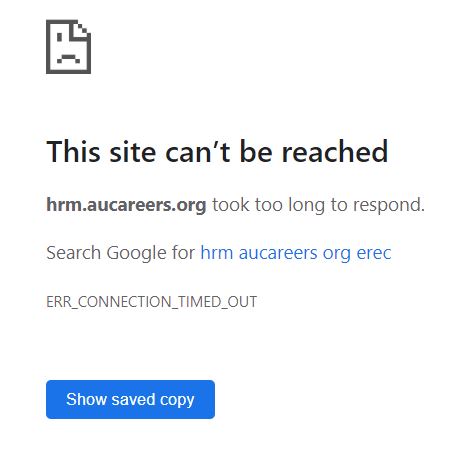 This site can’t be reached
hrm.aucareers.org took too long to respond.
Search Google for hrm aucareers org erec
ERR_CONNECTION_TIMED_OUT
Show saved copy